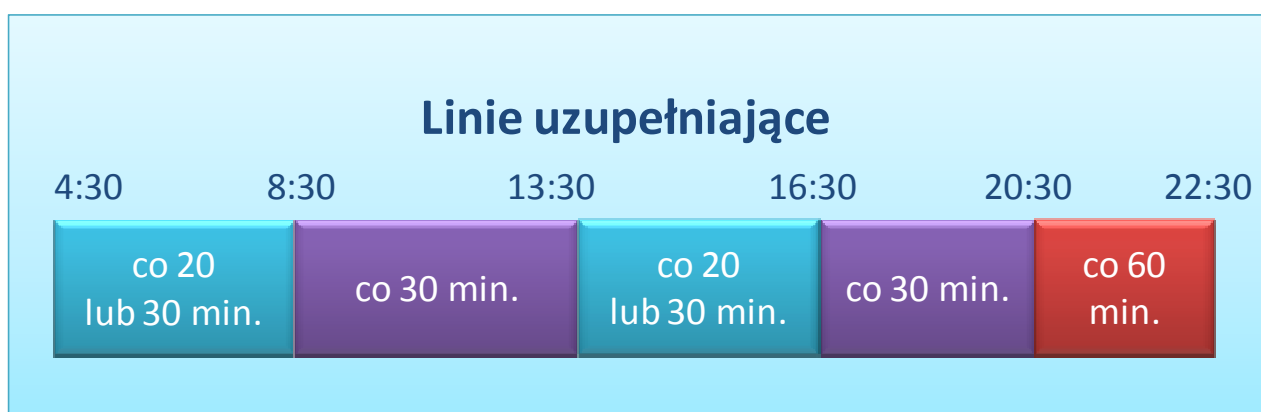 Linie uzupełniające
4:30 8:30 13:30 16:30 20:30 22:30
co 20
lub 30 min.
co 30 min.
co 20
lub 30 min.
co 30 min.
co 60
min.